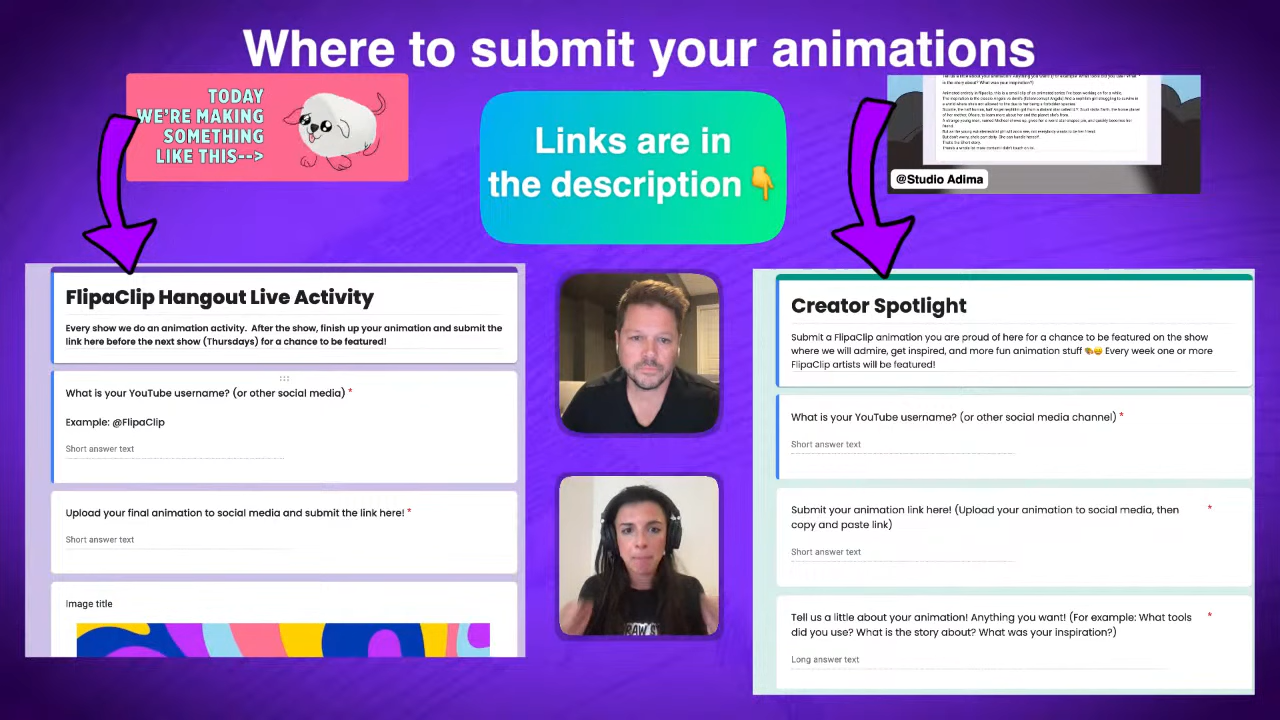 Where to submit your animations
TODAY
WE'RE MAKING
SOMETHING
LIKE THIS-->
Links are in
the description👇
@Studio Adima
FlipaClip Hangout Live Activity
Every show we do an animation activity.  After the show, finish up your animation and submit the
link here before the next show (Thursdays) for a chance to be featured!
What is your YouTube username? (or other social media) *
Example: @FlipaClip
Short answer text
Upload your final animation to social media and submit the link here! *
Short answer text
Image title
Creator Spotlight
Submit a FlipaClip animation you are proud of here for a chance to be featured on the show
where we will admire, get inspired, and more fun animation stuff 🎨😄 Every week one or more
FlipaClip artists will be featured!
What is your YouTube username? (or other social media channel) *
Short answer text
Submit your animation link here! (Upload your animation to social media, then *
copy and paste link)
Short answer text
Tell us a little about your animation! Anything you want! (For example: What tools *
did you use? What is the story about? What was your inspiration?)
Long answer text